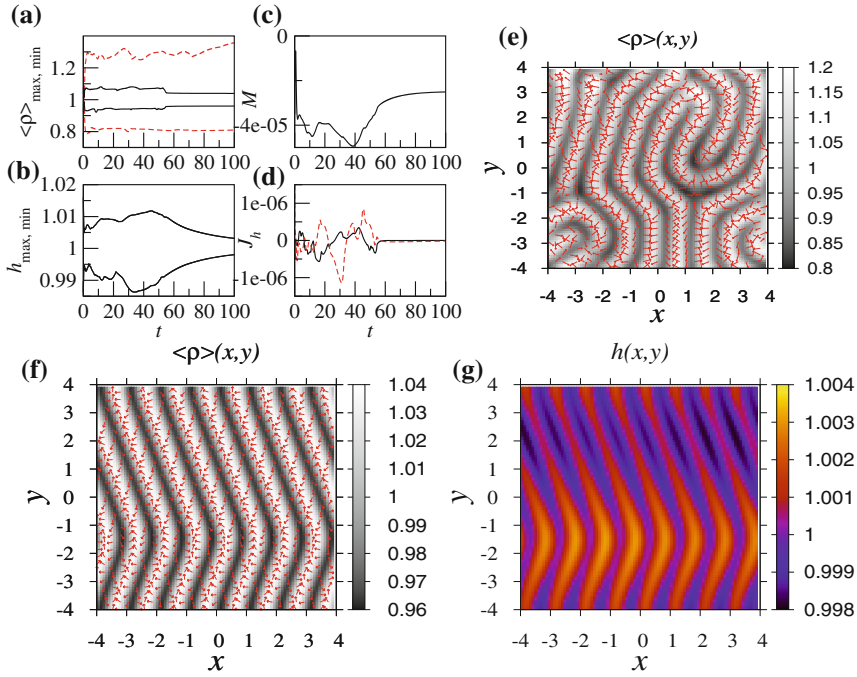 (a)
<ρ>max, min
1.2
1
0.8
0 20 40 60 80 100
(c)
M
0
-4e-05
0 20 40 60 80 100
(b)
h max, min
1.02
1.01
1
0.99
0 20 40 60 80 100
t
(d)
J h
1e-06
0
1e-06
0 20 40 60 80 100
t
(e)
<ρ>(x,y)
y
4
3
2
1
0
-1
-2
-3
-4
-4 -3 -2 -1 0 1 2 3 4
x
1.2
1.15
1.1
1.05
1
0.95
0.9
0.85
0.8
(f)
<ρ>(x,y)
y
4
3
2
1
0
-1
-2
-3
-4
-4 -3 -2 -1 0 1 2 3 4
x
1.04
1.03
1.02
1.01
1
0.99
0.98
0.97
0.96
(g)
h(x,y)
y
4
3
2
1
0
-1
-2
-3
-4
-4 -3 -2 -1 0 1 2 3 4
x
1.004
1.003
1.002
1.001
1
0.999
0.998